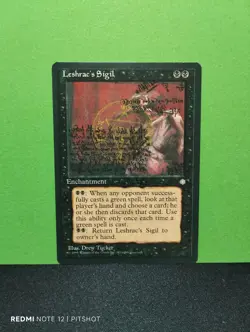 Leshrac's Sigil
Enchantment
: When any opponent success-
fully casts a green spell, look at that
player's hand and choose a card; he
or she then discards that card. Use
this ability only once each time a
green spell is cast.
: Return Leshrac's Sigil to
owner's hand.
Illus. Drew Tucker
REDMI NOTE 12 | PITSHOT